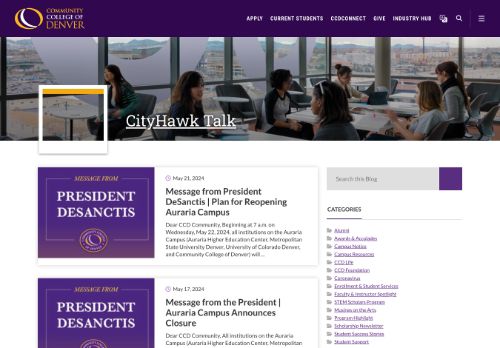 COMMUNITY
COLLEGE OF
DENVER
APPLY CURRENT STUDENTS CCDCONNECT GIVE INDUSTRY HUB
CityHawk Talk
MESSAGE FROM
PRESIDENT
DESANCTIS
May 21, 2024
Message from President
DeSanctis | Plan for Reopening
Auraria Campus
Dear CCD Community, Beginning at 7 a.m. on
Wednesday, May 22, 2024, all institutions on the Auraria
Campus (Auraria Higher Education Center, Metropolitan
State University Denver, University of Colorado Denver,
and Community College of Denver) will ...
MESSAGE FROM
PRESIDENT
DESANCTIS
May 17, 2024
Message from the President |
Auraria Campus Announces
Closure
Dear CCD Community, All institutions on the Auraria
Campus (Auraria Higher Education Center, Metropolitan
Search this Blog
CATEGORIES
Alumni
Awards & Accolades
Campus Notice
Campus Resources
CCD Life
CCD Foundation
Coronavirus
Enrollment & Student Services
Faculty & Instructor Spotlight
STEM Scholars Program
Musings on the Arts
Program Highlight
Scholarship Newsletter
Student Success Stories
Student Support